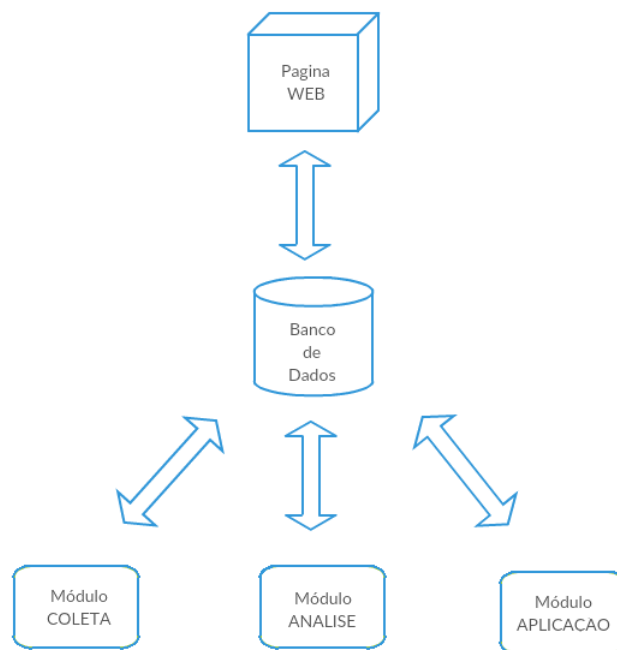 Pagina
WEB
Banco
de
Dados
Módulo
COLETA
Módulo
ANALISE
Módulo
APLICACAO